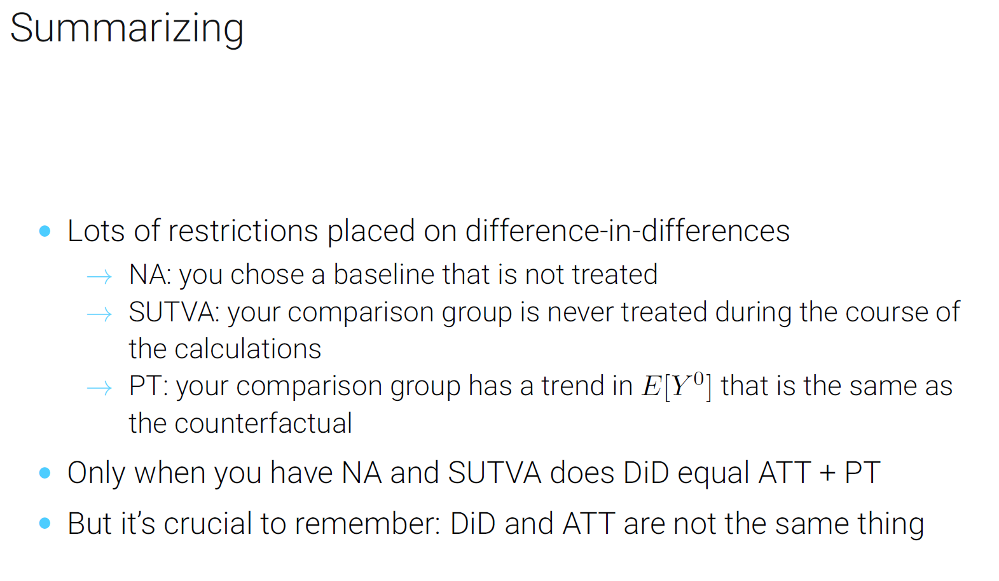 Summarizing
• Lots of restrictions placed on difference-in-differences
→ NA: you chose a baseline that is not treated
→ SUTVA: your comparison group is never treated during the course of
the calculations
→ PT: your comparison group has a trend in E[Y⁰] that is the same as
the counterfactual
• Only when you have NA and SUTVA does DiD equal ATT + PT
• But it’s crucial to remember: DiD and ATT are not the same thing